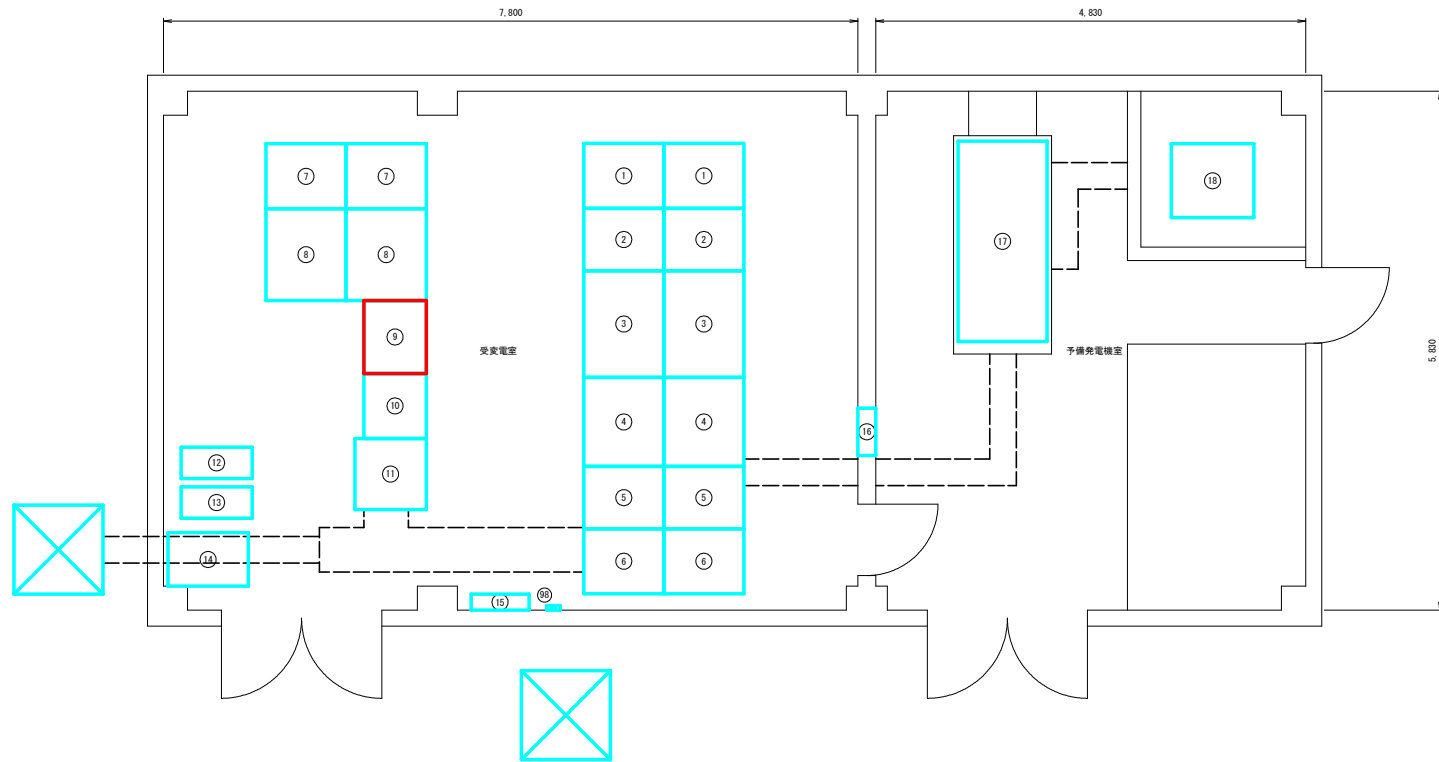 7,800
4,830
⑦ ⑦ ① ① ⑱
② ②
⑰
⑧ ⑧
③ ③
⑨
受変電室 予備発電機室
5,830
⑩
④ ④ ⑯
⑫
⑪
⑬ ⑤ ⑤
⑭ ⑥ ⑥
⑮ 98